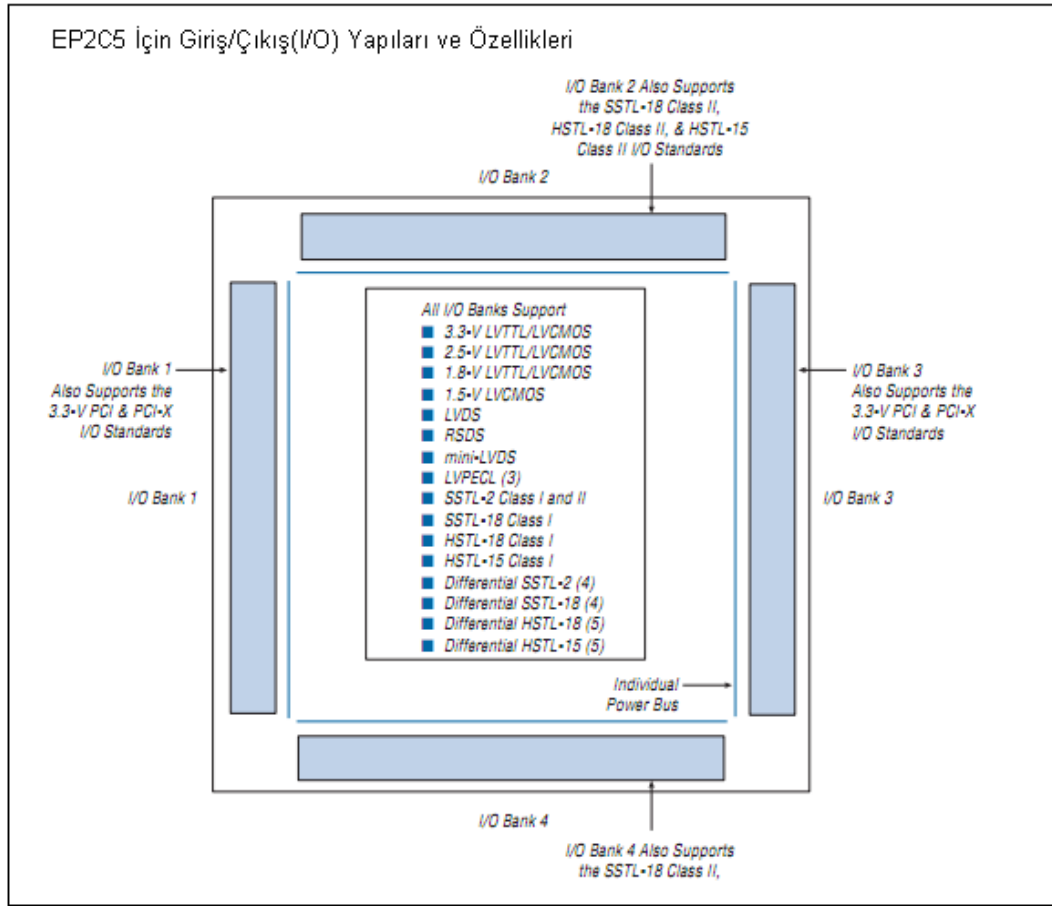 EP2C5 İçin Giriş/Çıkış(I/O) Yapıları ve Özellikleri
I/O Bank 2 Also Supports
the SSTL-18 Class II,
HSTL-18 Class II, & HSTL-15
Class II I/O Standards
I/O Bank 2
All I/O Banks Support
■ 3.3-V LVTTL/LVCMOS
■ 2.5-V LVTTL/LVCMOS
■ 1.8-V LVTTL/LVCMOS
■ 1.5-V LVCMOS
■ LVDS
■ RSDS
■ mini-LVDS
■ LVPECL (3)
■ SSTL-2 Class I and II
■ SSTL-18 Class I
■ HSTL-18 Class I
■ HSTL-15 Class I
■ Differential SSTL-2 (4)
■ Differential SSTL-18 (4)
■ Differential HSTL-18 (5)
■ Differential HSTL-15 (5)
I/O Bank 1
Also Supports the
3.3-V PCI & PCI-X
I/O Standards
I/O Bank 1
I/O Bank 3
Also Supports the
3.3-V PCI & PCI-X
I/O Standards
I/O Bank 3
Individual
Power Bus
I/O Bank 4
I/O Bank 4 Also Supports
the SSTL-18 Class II,